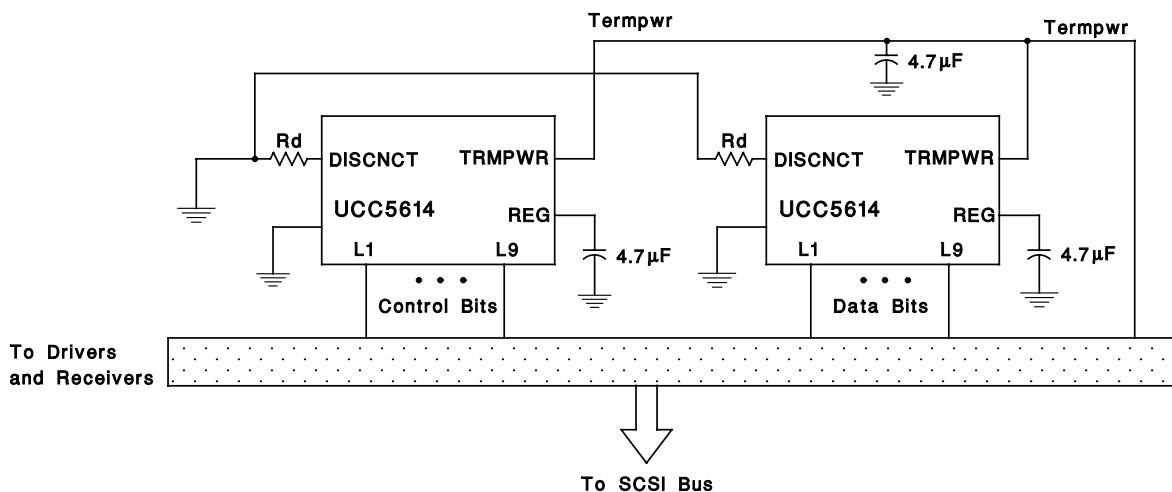 Termpwr
Termpwr
4.7µF
Rd
DISCNCT
TRMPWR
UCC5614
REG
L1
L9
4.7µF
• • •
Control Bits
Rd
DISCNCT
TRMPWR
UCC5614
REG
L1
L9
4.7µF
• • •
Data Bits
To Drivers
and Receivers
To SCSI Bus